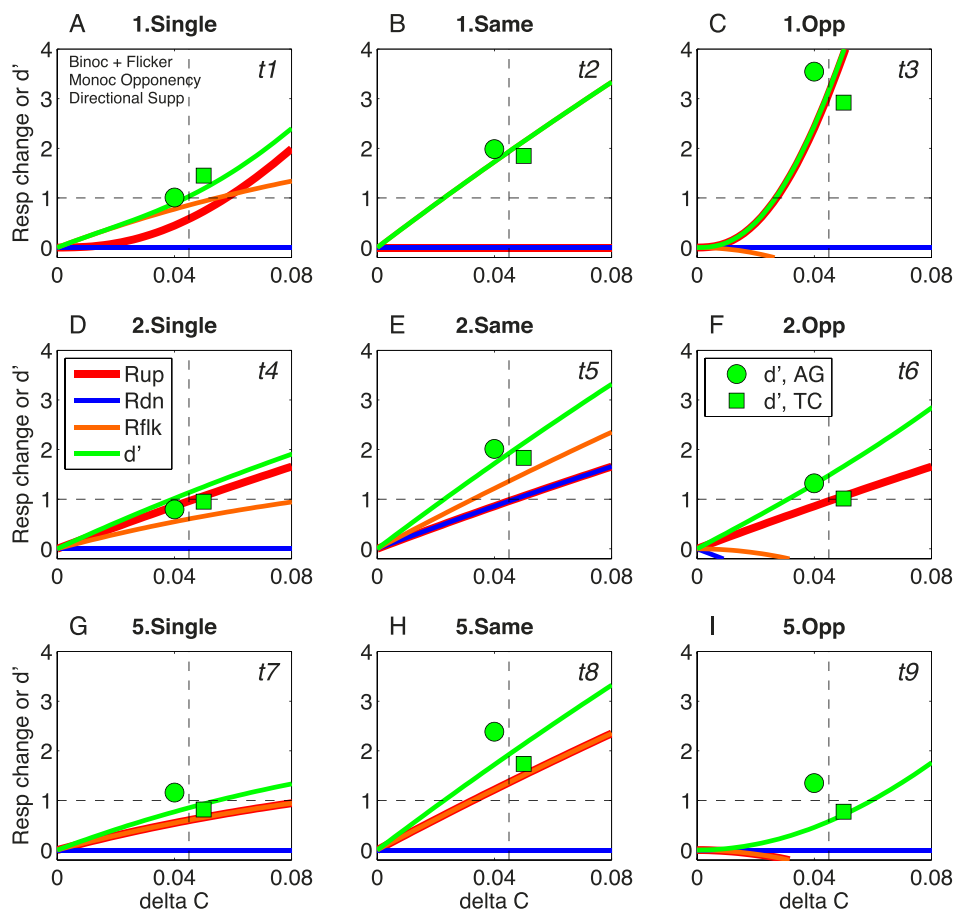 A 1.Single
B 1.Same
C 1.Opp
Resp change or d’
4
3
2
1
0
Binoc + Flicker
Monoc Opponency
Directional Supp
t1
0 0.04 0.08
4
3
2
1
0
t2
0 0.04 0.08
4
3
2
1
0
t3
0 0.04 0.08
D 2.Single
E 2.Same
F 2.Opp
Resp change or d’
4
3
2
1
0
t4
Rup
Rdn
Rflk
d’
0 0.04 0.08
4
3
2
1
0
t5
0 0.04 0.08
4
3
2
1
0
t6
d’, AG
d’, TC
0 0.04 0.08
G 5.Single
H 5.Same
I 5.Opp
Resp change or d’
4
3
2
1
0
t7
0 0.04 0.08
delta C
4
3
2
1
0
t8
0 0.04 0.08
delta C
4
3
2
1
0
t9
0 0.04 0.08
delta C